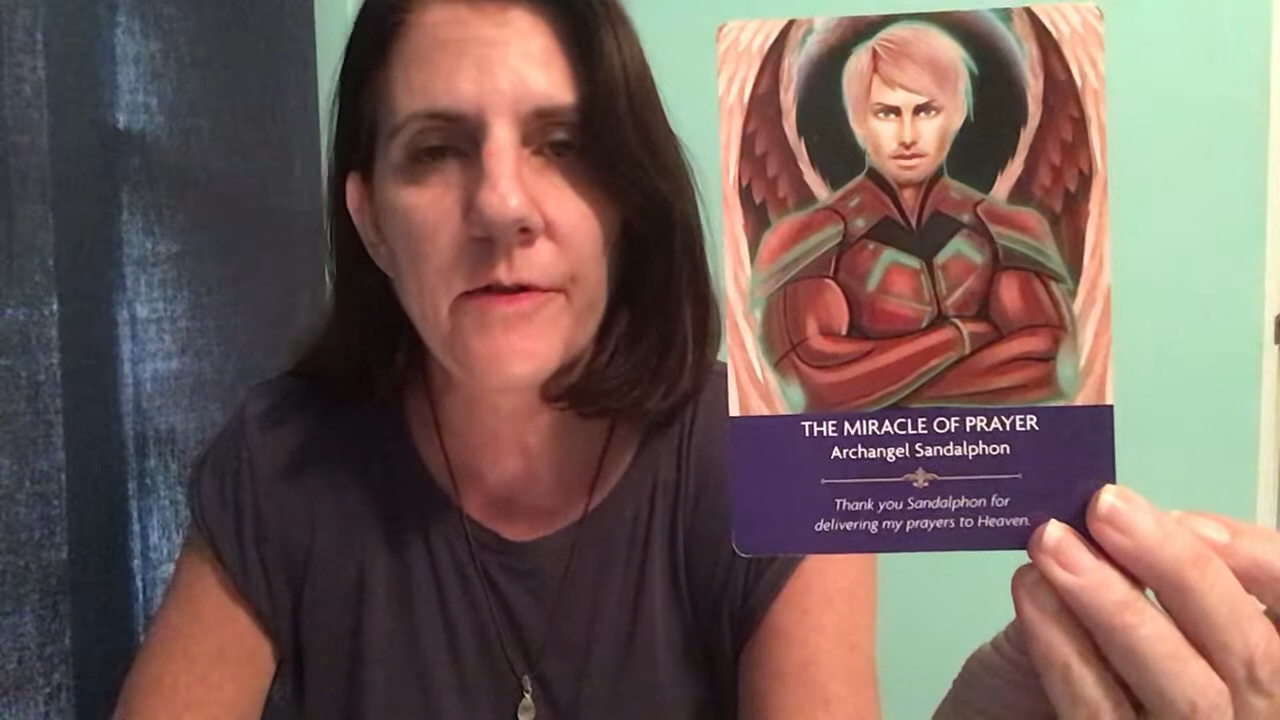 THE MIRACLE OF PRAYER
Archangel Sandalphon
Thank you Sandalphon for
delivering my prayers to Heaven.